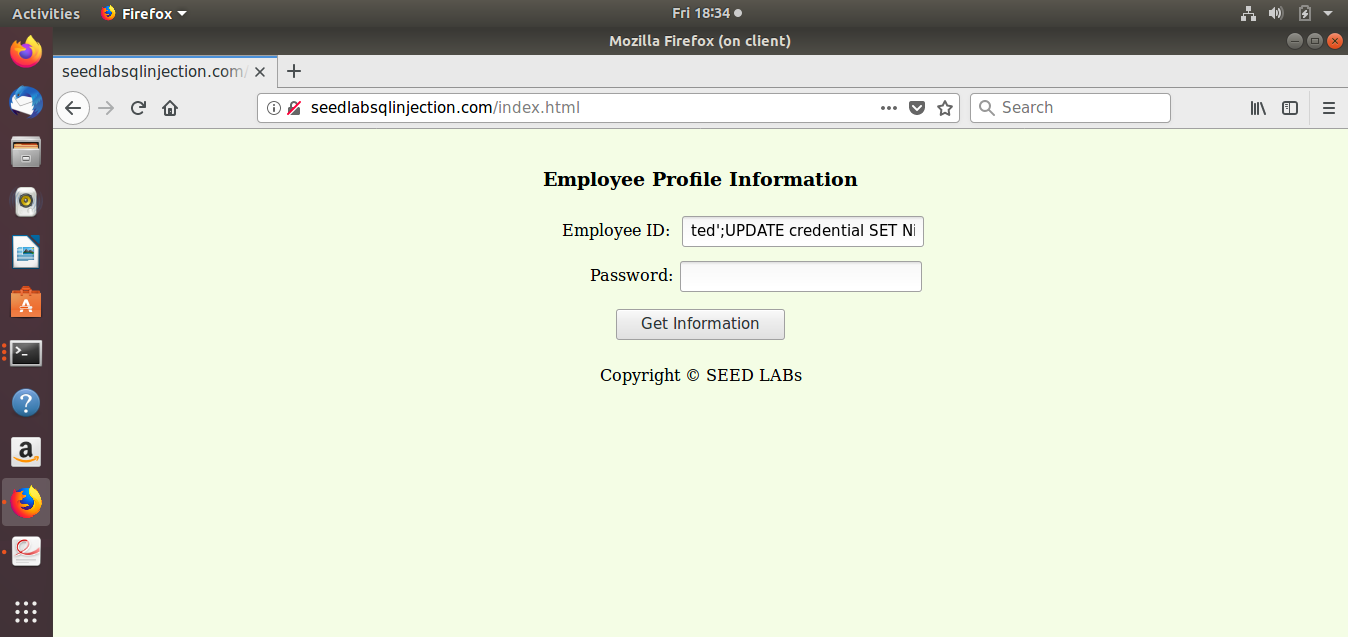 Activities Firefox Fri 18:34
Mozilla Firefox (on client)
seedlabsqlinjection.com/
seedlabsqlinjection.com/index.html Search
Employee Profile Information
Employee ID: ted';UPDATE credential SET Ni
Password:
Get Information
Copyright © SEED LABs